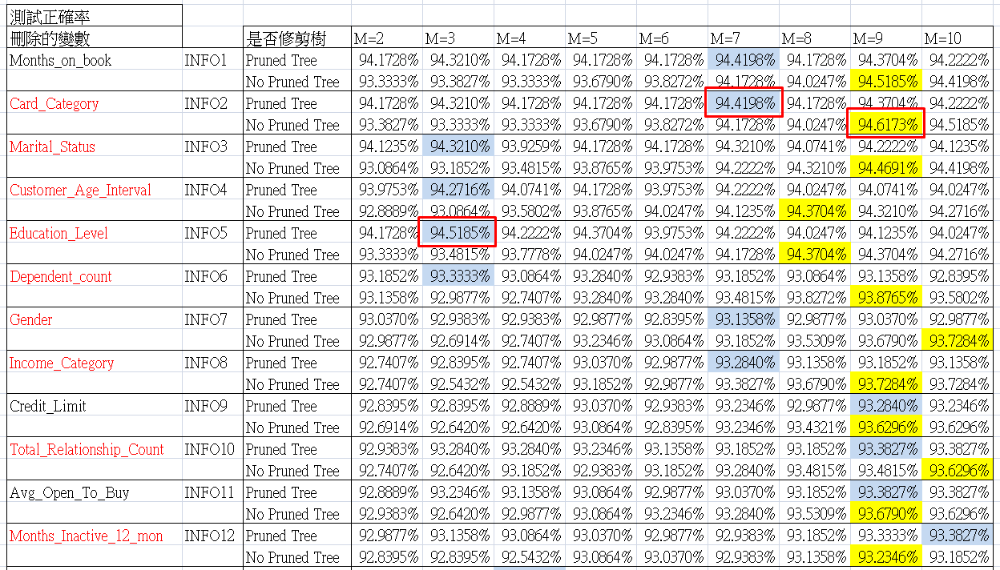 測試正確率
刪除的變數 是否修剪樹 M=2 M=3 M=4 M=5 M=6 M=7 M=8 M=9 M=10
Months_on_book INFO1 Pruned Tree 94.1728% 94.3210% 94.1728% 94.1728% 94.1728% 94.4198% 94.1728% 94.3704% 94.2222%
No Pruned Tree 93.3333% 93.3827% 93.3333% 93.6790% 93.8272% 94.1728% 94.0247% 94.5185% 94.4198%
Card_Category INFO2 Pruned Tree 94.1728% 94.3210% 94.1728% 94.1728% 94.1728% 94.4198% 94.1728% 94.3704% 94.2222%
No Pruned Tree 93.3827% 93.3333% 93.3333% 93.6790% 93.8272% 94.1728% 94.0247% 94.6173% 94.5185%
Marital_Status INFO3 Pruned Tree 94.1235% 94.3210% 93.9259% 94.1728% 94.1728% 94.3210% 94.0741% 94.2222% 94.1235%
No Pruned Tree 93.0864% 93.1852% 93.4815% 93.8765% 93.9753% 94.2222% 94.3210% 94.4691% 94.4198%
Customer_Age_Interval INFO4 Pruned Tree 93.9753% 94.2716% 94.0741% 94.1728% 93.9753% 94.2222% 94.0247% 94.0741% 94.0247%
No Pruned Tree 92.8889% 93.0864% 93.5802% 93.8765% 94.0247% 94.1235% 94.3704% 94.3210% 94.2716%
Education_Level INFO5 Pruned Tree 94.1728% 94.5185% 94.2222% 94.3704% 93.9753% 94.2222% 94.0247% 94.1235% 94.0247%
No Pruned Tree 93.3333% 93.4815% 93.7778% 94.0247% 94.0247% 94.1728% 94.3704% 94.3704% 94.2716%
Dependent_count INFO6 Pruned Tree 93.1852% 93.3333% 93.0864% 93.2840% 92.9383% 93.1852% 93.0864% 93.1358% 92.8395%
No Pruned Tree 93.1358% 92.9877% 92.7407% 93.2840% 93.2840% 93.4815% 93.8272% 93.8765% 93.5802%
Gender INFO7 Pruned Tree 93.0370% 92.9383% 92.9383% 92.9877% 92.8395% 93.1358% 92.9877% 93.0370% 92.9877%
No Pruned Tree 92.9877% 92.6914% 92.7407% 93.2346% 93.0864% 93.1852% 93.5309% 93.6790% 93.7284%
Income_Category INFO8 Pruned Tree 92.7407% 92.8395% 92.7407% 93.0370% 92.9877% 93.2840% 93.1358% 93.1852% 93.1358%
No Pruned Tree 92.7407% 92.5432% 92.5432% 93.1852% 92.9877% 93.3827% 93.6790% 93.7284% 93.7284%
Credit_Limit INFO9 Pruned Tree 92.8395% 92.8395% 92.8889% 93.0370% 92.9383% 93.2346% 92.9877% 93.2840% 93.2346%
No Pruned Tree 92.6914% 92.6420% 92.6420% 93.0864% 92.8395% 93.2346% 93.4321% 93.6296% 93.6296%
Total_Relationship_Count INFO10 Pruned Tree 92.9383% 93.2840% 93.2840% 93.2346% 93.1358% 93.1852% 93.1852% 93.3827% 93.3827%
No Pruned Tree 92.7407% 92.6420% 93.1852% 92.9383% 93.1852% 93.2840% 93.4815% 93.4815% 93.6296%
Avg_Open_To_Buy INFO11 Pruned Tree 92.8889% 93.2346% 93.1358% 93.0864% 92.9877% 93.0370% 93.1852% 93.3827% 93.3827%
No Pruned Tree 92.9383% 92.6420% 92.9877% 93.0864% 93.2346% 93.2840% 93.5309% 93.6790% 93.6296%
Months_Inactive_12_mon INFO12 Pruned Tree 92.9877% 93.1358% 93.0864% 93.0370% 92.9877% 92.9383% 93.1852% 93.3333% 93.3827%
No Pruned Tree 92.8395% 92.8395% 92.5432% 93.0864% 93.0370% 92.9383% 93.1358% 93.2346% 93.1852%